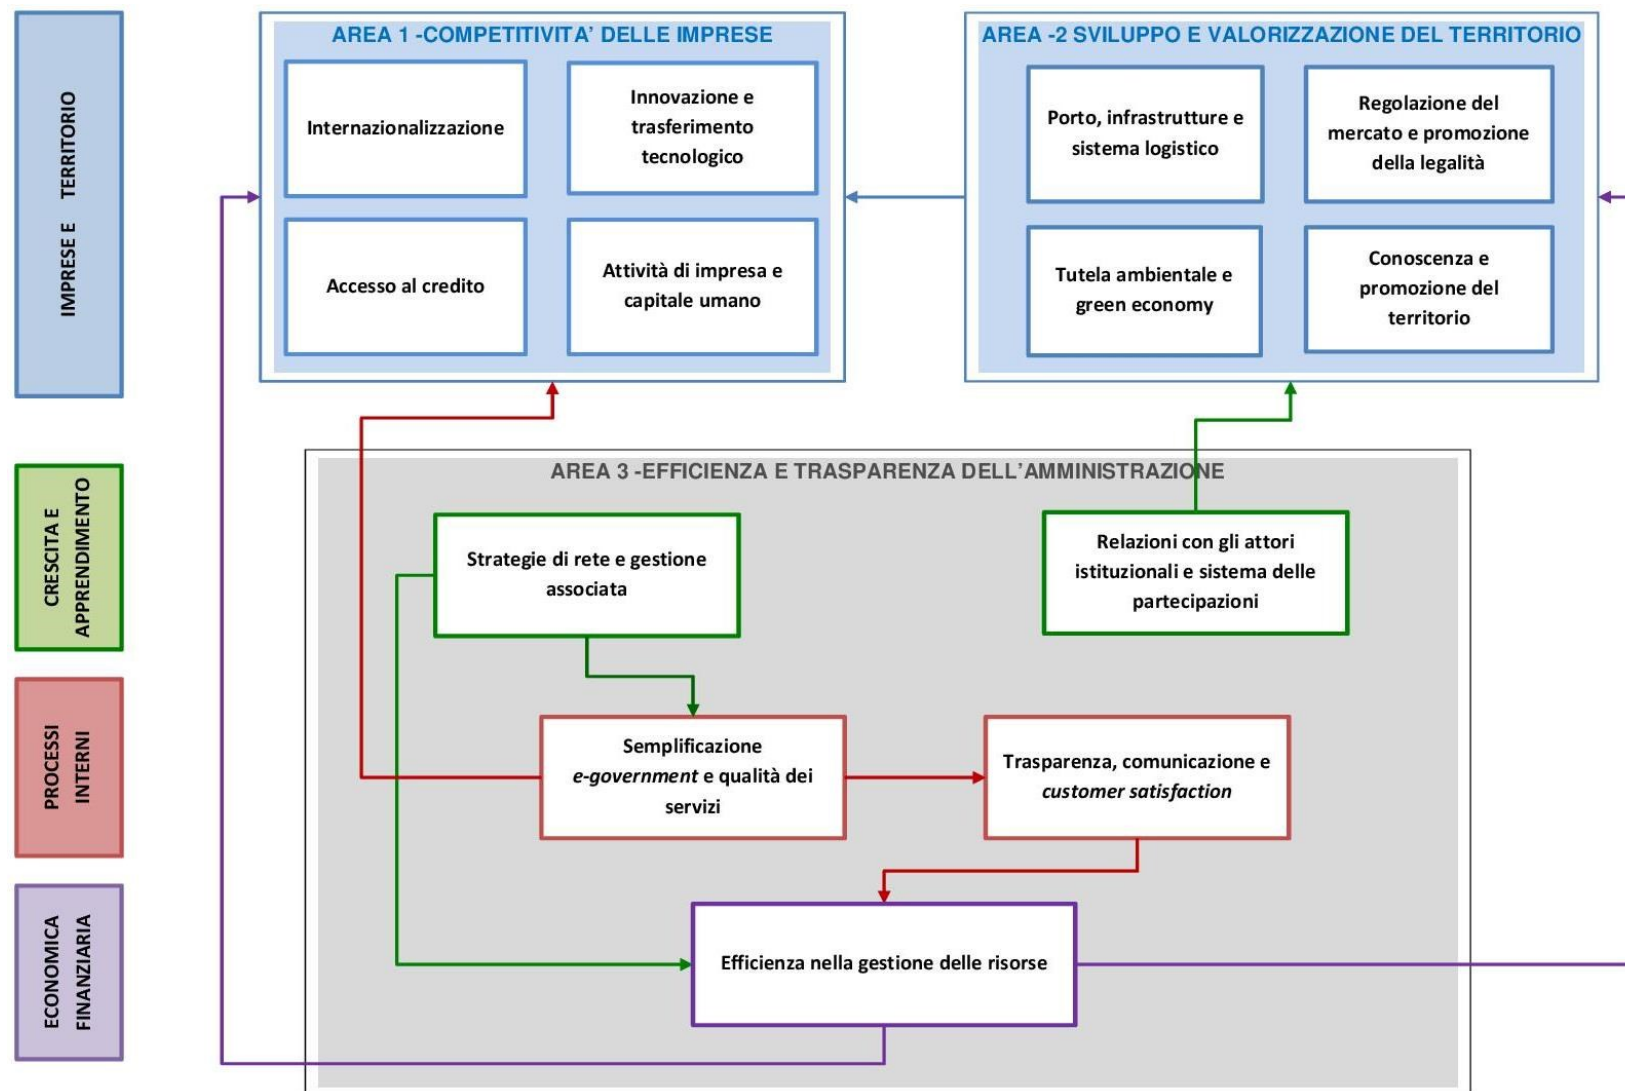 IMPRESE E TERRITORIO
AREA 1 -COMPETITIVITA’ DELLE IMPRESE
Internazionalizzazione
Innovazione e
trasferimento
tecnologico
Accesso al credito
Attività di impresa e
capitale umano
AREA -2 SVILUPPO E VALORIZZAZIONE DEL TERRITORIO
Porto, infrastrutture e
sistema logistico
Regolazione del
mercato e promozione
della legalità
Tutela ambientale e
green economy
Conoscenza e
promozione del
territorio
CRESCITA E
APPRENDIMENTO
AREA 3 -EFFICIENZA E TRASPARENZA DELL’AMMINISTRAZIONE
Strategie di rete e gestione
associata
Relazioni con gli attori
istituzionali e sistema delle
partecipazioni
PROCESSI
INTERNI
Semplificazione
e-government e qualità dei
servizi
Trasparenza, comunicazione e
customer satisfaction
ECONOMICA
FINANZIARIA
Efficienza nella gestione delle risorse